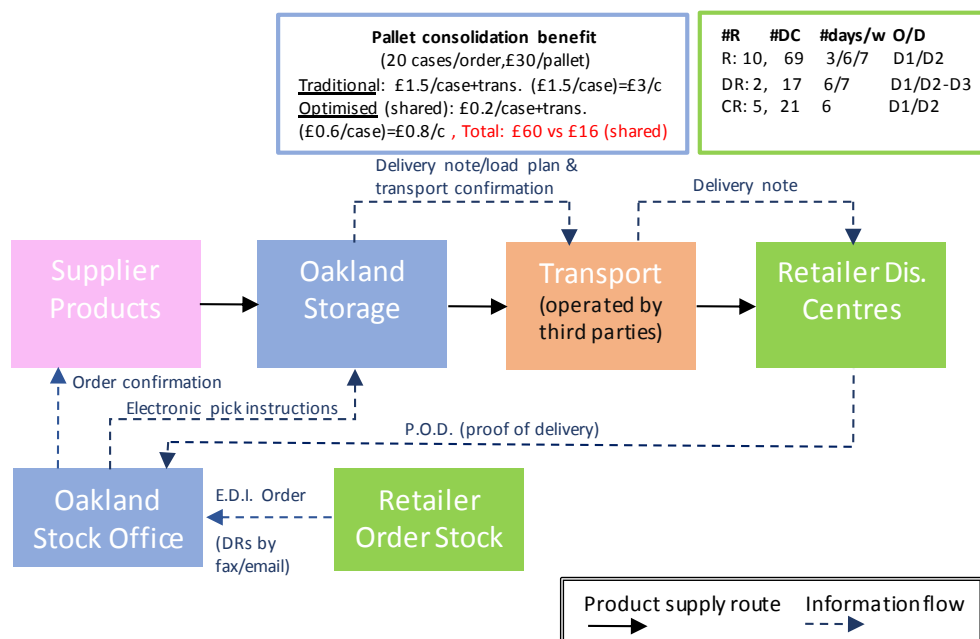 Pallet consolidation benefit
(20 cases/order,£30/pallet)
Traditional: £1.5/case+trans. (£1.5/case)=£3/c
Optimised (shared): £0.2/case+trans.
(£0.6/case)=£0.8/c , Total: £60 vs £16 (shared)
#R #DC #days/w O/D
R: 10, 69 3/6/7 D1/D2
DR: 2, 17 6/7 D1/D2-D3
CR: 5, 21 6 D1/D2
Delivery note/load plan &
transport confirmation
Delivery note
Supplier
Products
Oakland
Storage
Transport
(operated by
third parties)
Retailer Dis.
Centres
Order confirmation
Electronic pick instructions
P.O.D. (proof of delivery)
Oakland
Stock Office
E.D.I. Order
(DRs by
fax/email)
Retailer
Order Stock
Product supply route
Information flow